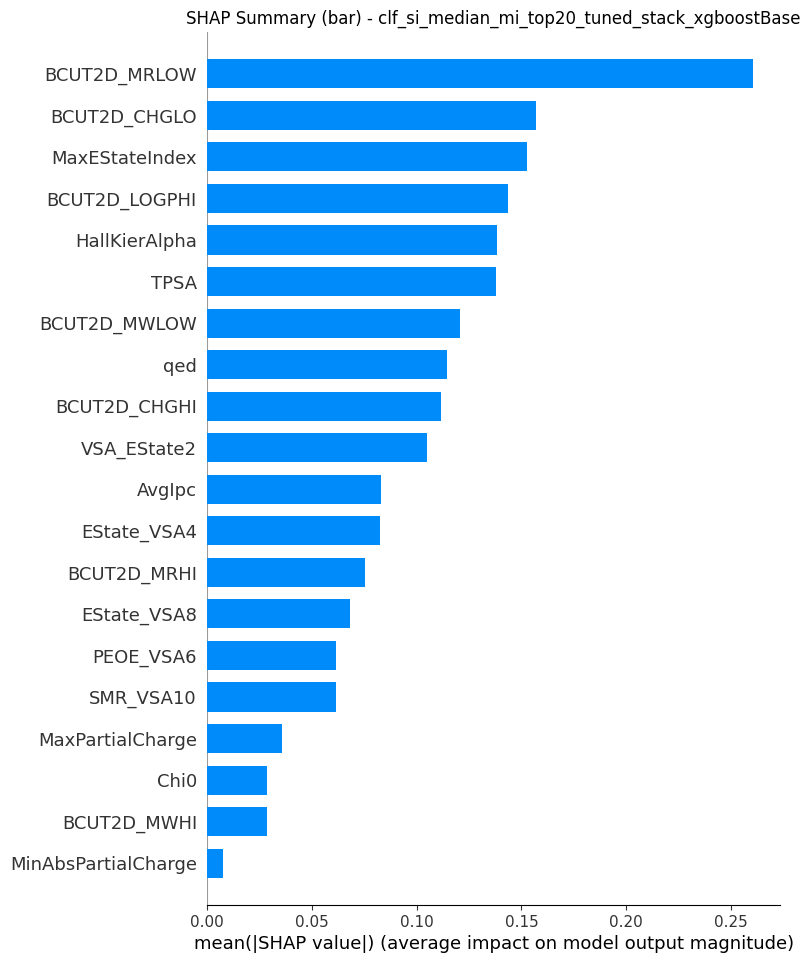 SHAP Summary (bar) - clf_si_median_mi_top20_tuned_stack_xgboostBase
BCUT2D_MRLOW
BCUT2D_CHGLO
MaxEStateIndex
BCUT2D_LOGPHI
HallKierAlpha
TPSA
BCUT2D_MWLOW
qed
BCUT2D_CHGHI
VSA_EState2
AvgIpc
EState_VSA4
BCUT2D_MRHI
EState_VSA8
PEOE_VSA6
SMR_VSA10
MaxPartialCharge
Chi0
BCUT2D_MWHI
MinAbsPartialCharge
0.00 0.05 0.10 0.15 0.20 0.25
mean(|SHAP value|) (average impact on model output magnitude)